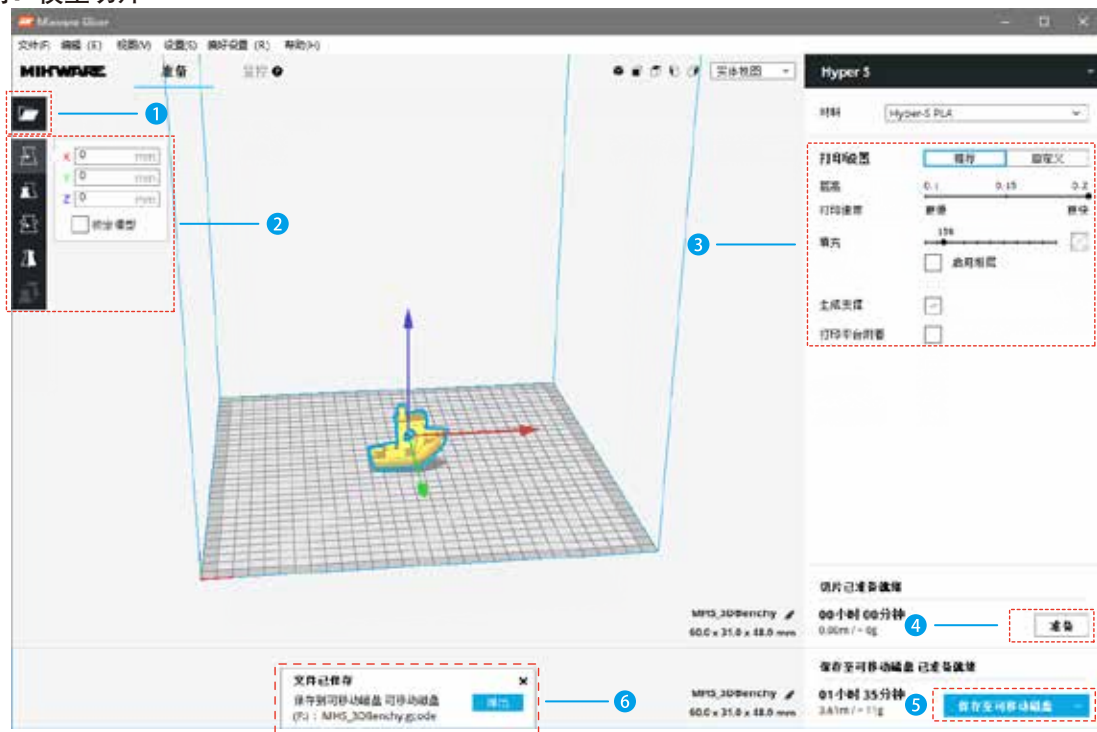 Mixware Slicer
文件(F) 编辑 (E) 视图(V) 设置(S) 偏好设置 (R) 帮助(H)
MIXWARE 准备 监控 实体视图 Hyper S
1
材料 Hyper-S PLA
X 0 mm
Y 0 mm
Z 0 mm
锁定模型
2
3
打印设置 推荐 自定义
层高 0.1 0.15 0.2
打印速度 更慢 更快
填充
启用渐层
生成支撑
打印平台附着
切片已准备就绪
MHS_3DBenchy
00小时 00分钟
60.0 x 31.0 x 48.0 mm
0.00m / ~ 0g
4
准备
保存至可移动磁盘 已准备就绪
文件已保存
保存到可移动磁盘 可移动磁盘
(F:) : MHS_3DBenchy.gcode
弹出
6
MHS_3DBenchy
01小时 35分钟
60.0 x 31.0 x 48.0 mm
3.61m / ~ 11g
5
保存至可移动磁盘